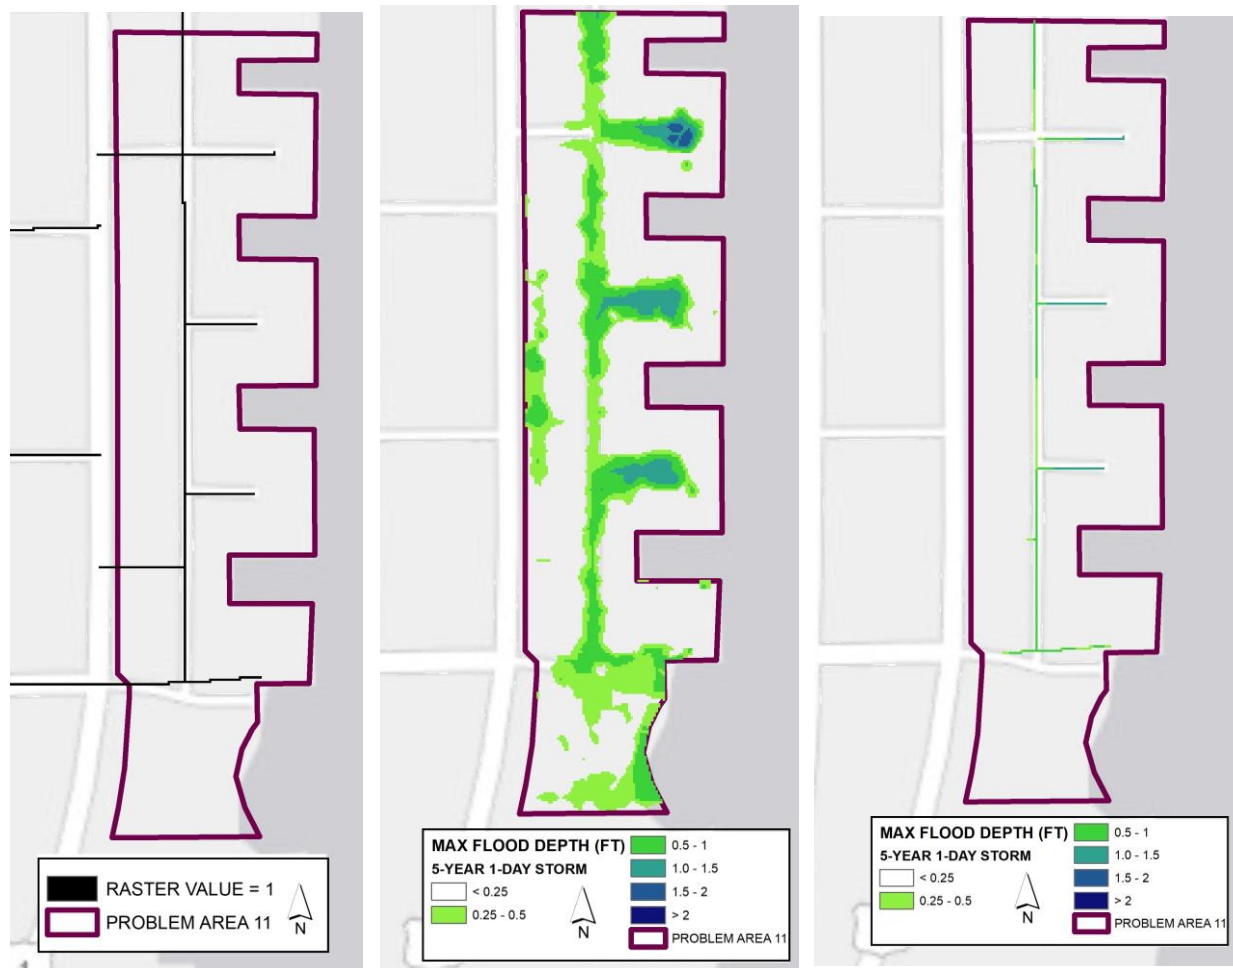 RASTER VALUE = 1
PROBLEM AREA 11
N
MAX FLOOD DEPTH (FT)
5-YEAR 1-DAY STORM
< 0.25
0.25 - 0.5
0.5 - 1
1.0 - 1.5
1.5 - 2
> 2
PROBLEM AREA 11
N
MAX FLOOD DEPTH (FT)
5-YEAR 1-DAY STORM
< 0.25
0.25 - 0.5
0.5 - 1
1.0 - 1.5
1.5 - 2
> 2
PROBLEM AREA 11
N